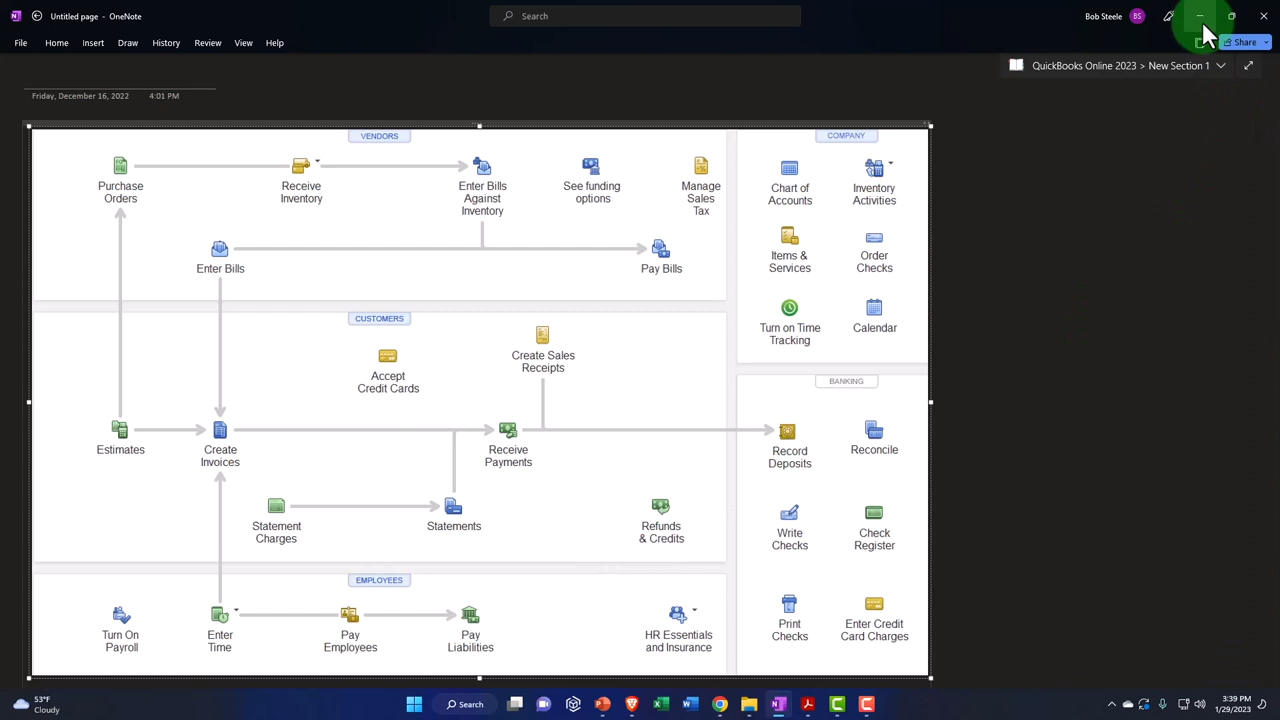 Untitled page - OneNote
Search
Bob Steele
BS
File
Home
Insert
Draw
History
Review
View
Help
Share
QuickBooks Online 2023 > New Section 1
Friday, December 16, 2022
4:01 PM
VENDORS
Purchase
Orders
Receive
Inventory
Enter Bills
Against
Inventory
See funding
options
Manage
Sales
Tax
Enter Bills
Pay Bills
CUSTOMERS
Accept
Credit Cards
Create Sales
Receipts
Estimates
Create
Invoices
Receive
Payments
Statement
Charges
Statements
Refunds
& Credits
EMPLOYEES
Turn On
Payroll
Enter
Time
Pay
Employees
Pay
Liabilities
HR Essentials
and Insurance
COMPANY
Chart of
Accounts
Inventory
Activities
Items &
Services
Order
Checks
Turn on Time
Tracking
Calendar
BANKING
Record
Deposits
Reconcile
Write
Checks
Check
Register
Print
Checks
Enter Credit
Card Charges
53°F
Cloudy
Search
3:39 PM
1/29/2023